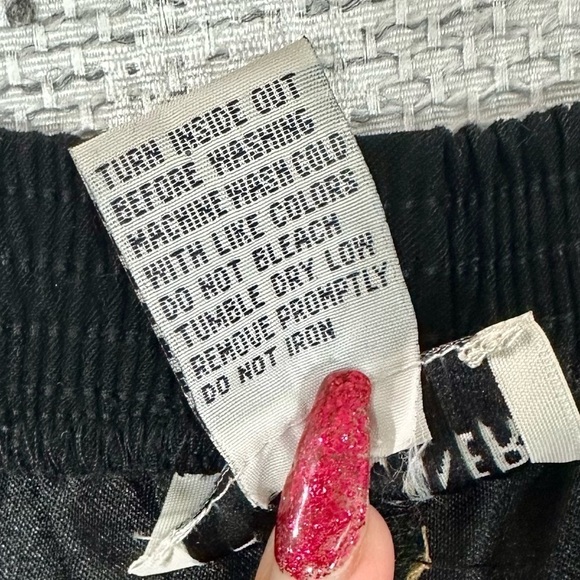 TURN INSIDE OUT
BEFORE WASHING
MACHINE WASH COLD
WITH LIKE COLORS
DO NOT BLEACH
TUMBLE DRY LOW
REMOVE PROMPTLY
DO NOT IRON